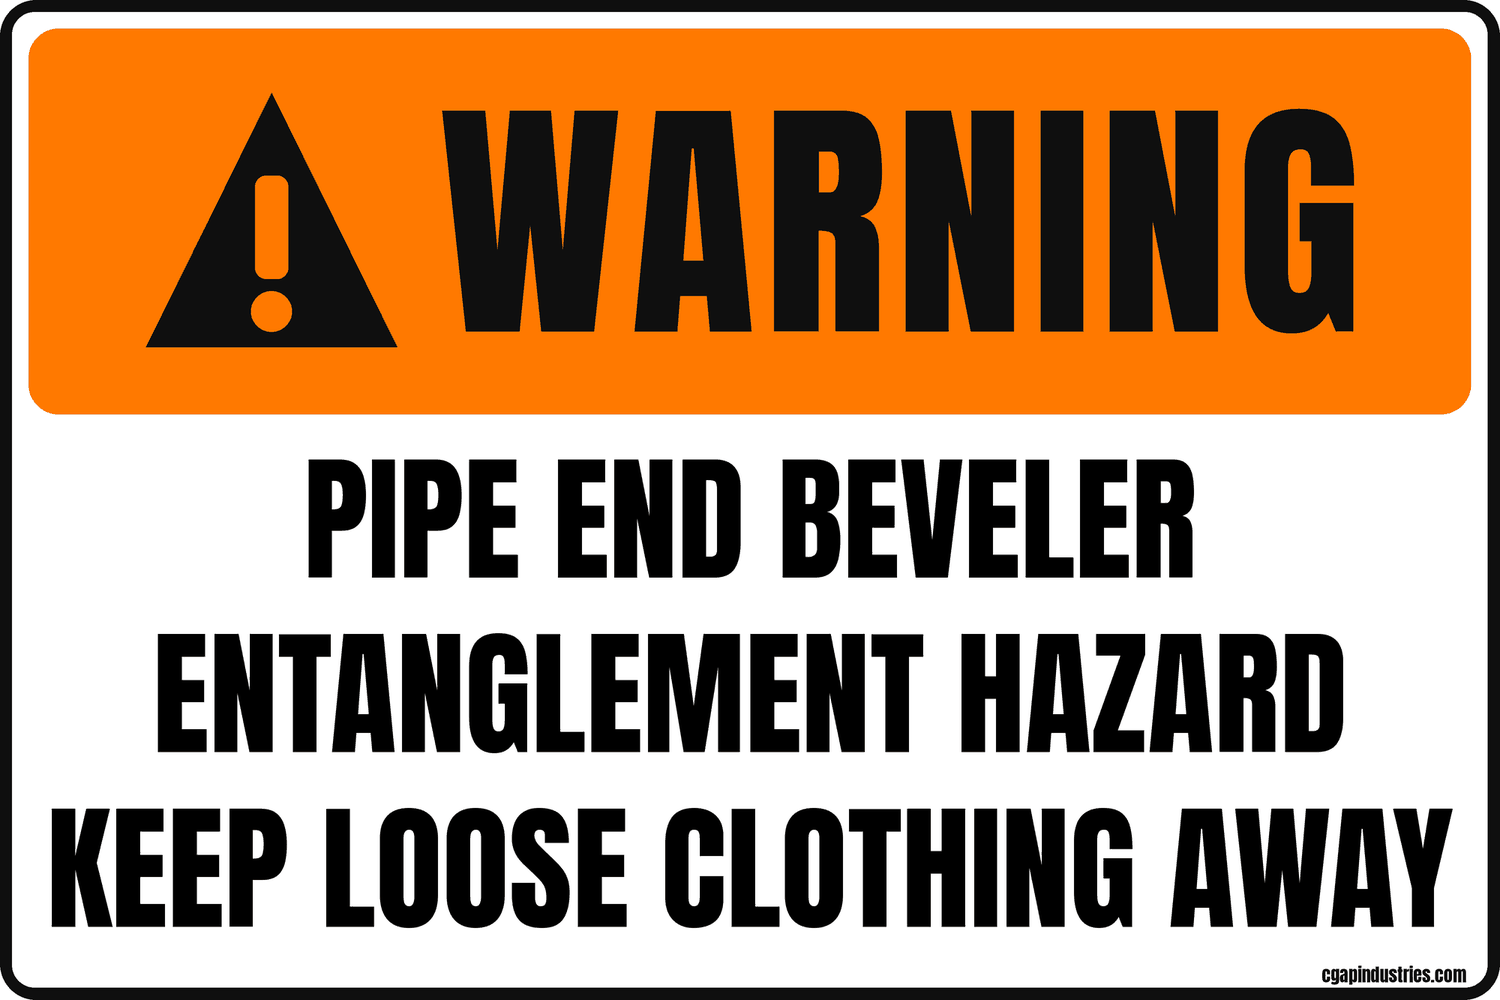 WARNING
PIPE END BEVELER
ENTANGLEMENT HAZARD
KEEP LOOSE CLOTHING AWAY
cgapindustries.com